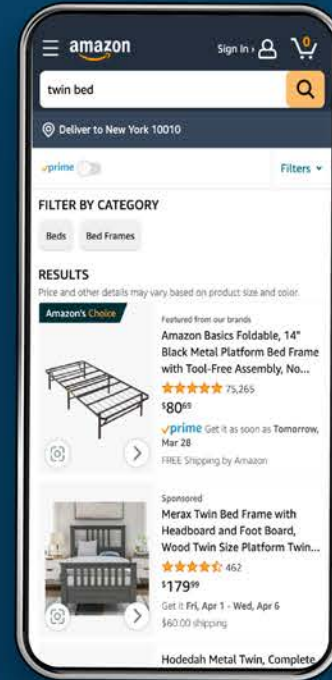 amazon
Sign In ›
0
twin bed
Deliver to New York 10010
prime
Filters
FILTER BY CATEGORY
Beds
Bed Frames
RESULTS
Price and other details may vary based on product size and color.
Amazon's Choice
Featured from our brands
Amazon Basics Foldable, 14"
Black Metal Platform Bed Frame
with Tool-Free Assembly, No...
75,265
$8069
prime Get it as soon as Tomorrow,
Mar 28
FREE Shipping by Amazon
Sponsored
Merax Twin Bed Frame with
Headboard and Foot Board,
Wood Twin Size Platform Twin...
462
$17999
Get it Fri, Apr 1 - Wed, Apr 6
$60.00 shipping
Hodedah Metal Twin, Complete